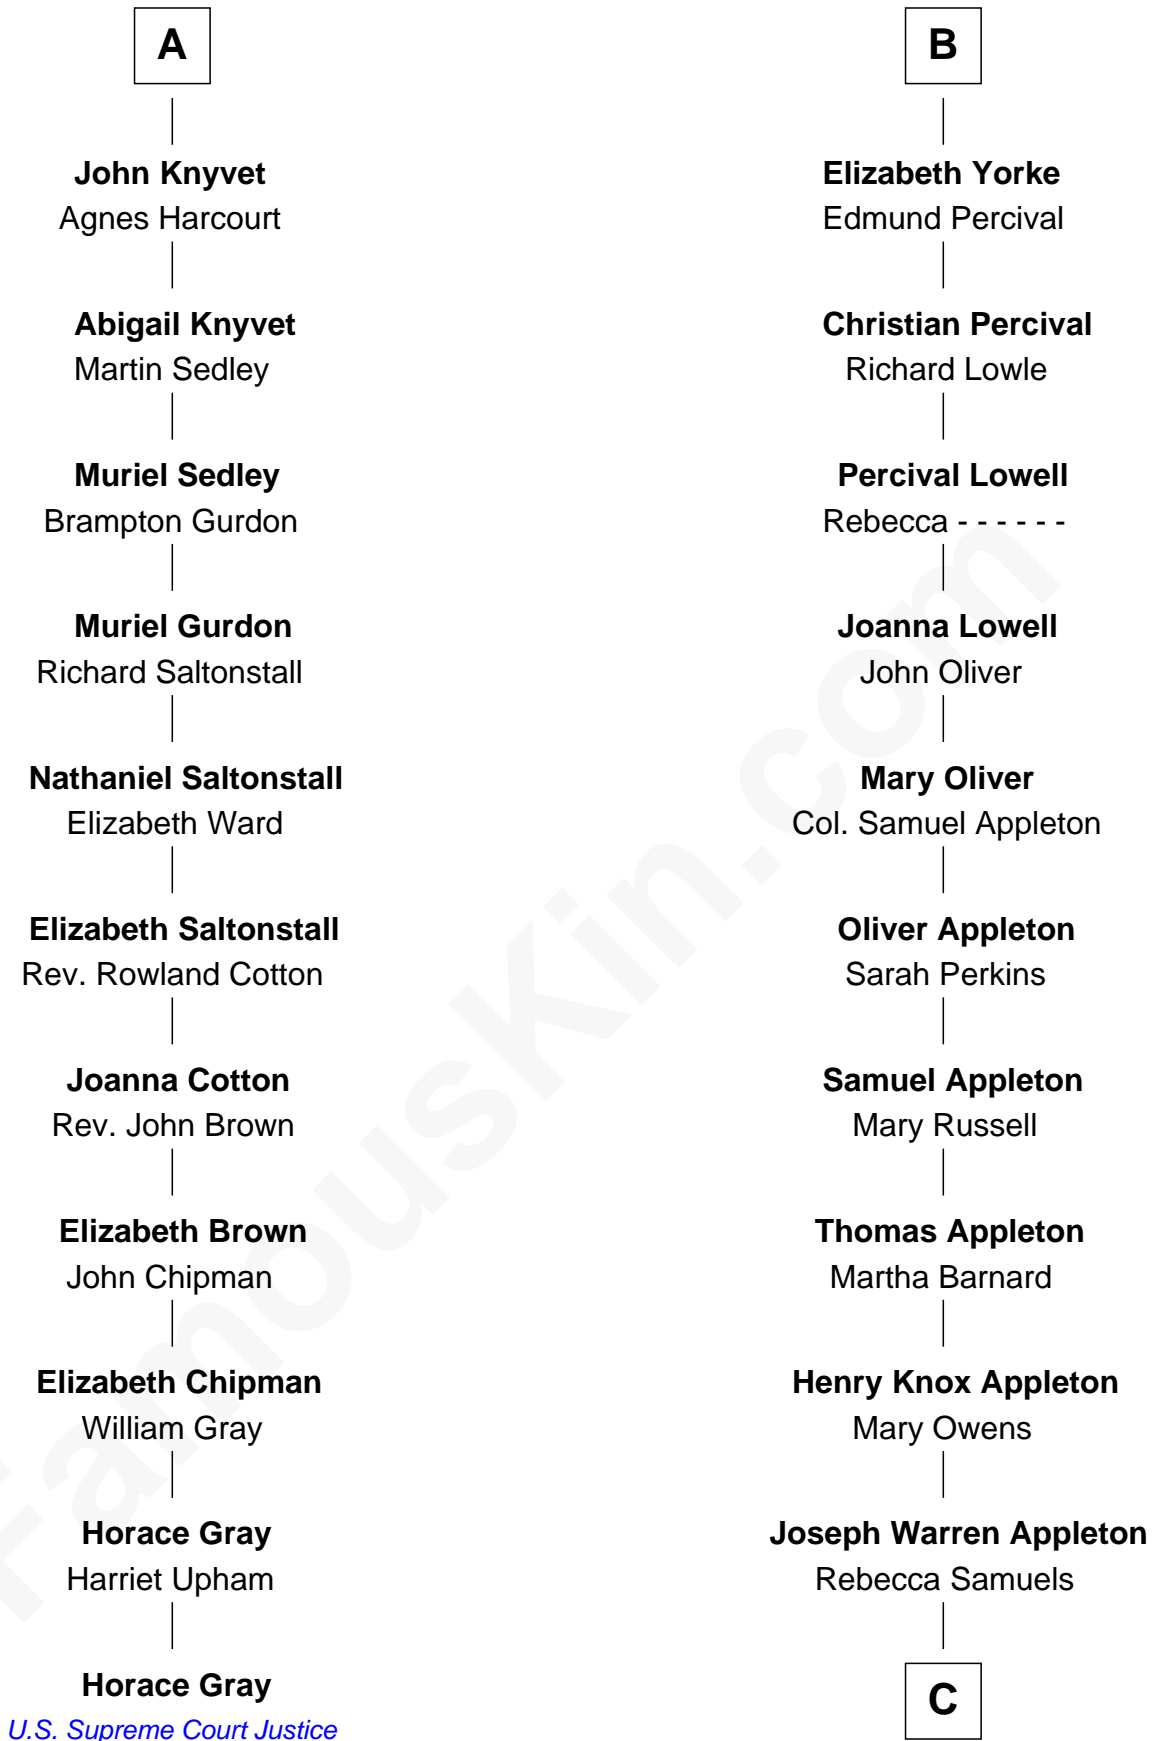 A
John Knyvet
Agnes Harcourt
Abigail Knyvet
Martin Sedley
Muriel Sedley
Brampton Gurdon
Muriel Gurdon
Richard Saltonstall
Nathaniel Saltonstall
Elizabeth Ward
Elizabeth Saltonstall
Rev. Rowland Cotton
Joanna Cotton
Rev. John Brown
Elizabeth Brown
John Chipman
Elizabeth Chipman
William Gray
Horace Gray
Harriet Upham
Horace Gray
U.S. Supreme Court Justice
B
Elizabeth Yorke
Edmund Percival
Christian Percival
Richard Lowle
Percival Lowell
Rebecca - - - - - -
Joanna Lowell
John Oliver
Mary Oliver
Col. Samuel Appleton
Oliver Appleton
Sarah Perkins
Samuel Appleton
Mary Russell
Thomas Appleton
Martha Barnard
Henry Knox Appleton
Mary Owens
Joseph Warren Appleton
Rebecca Samuels
C
FamousKin.com